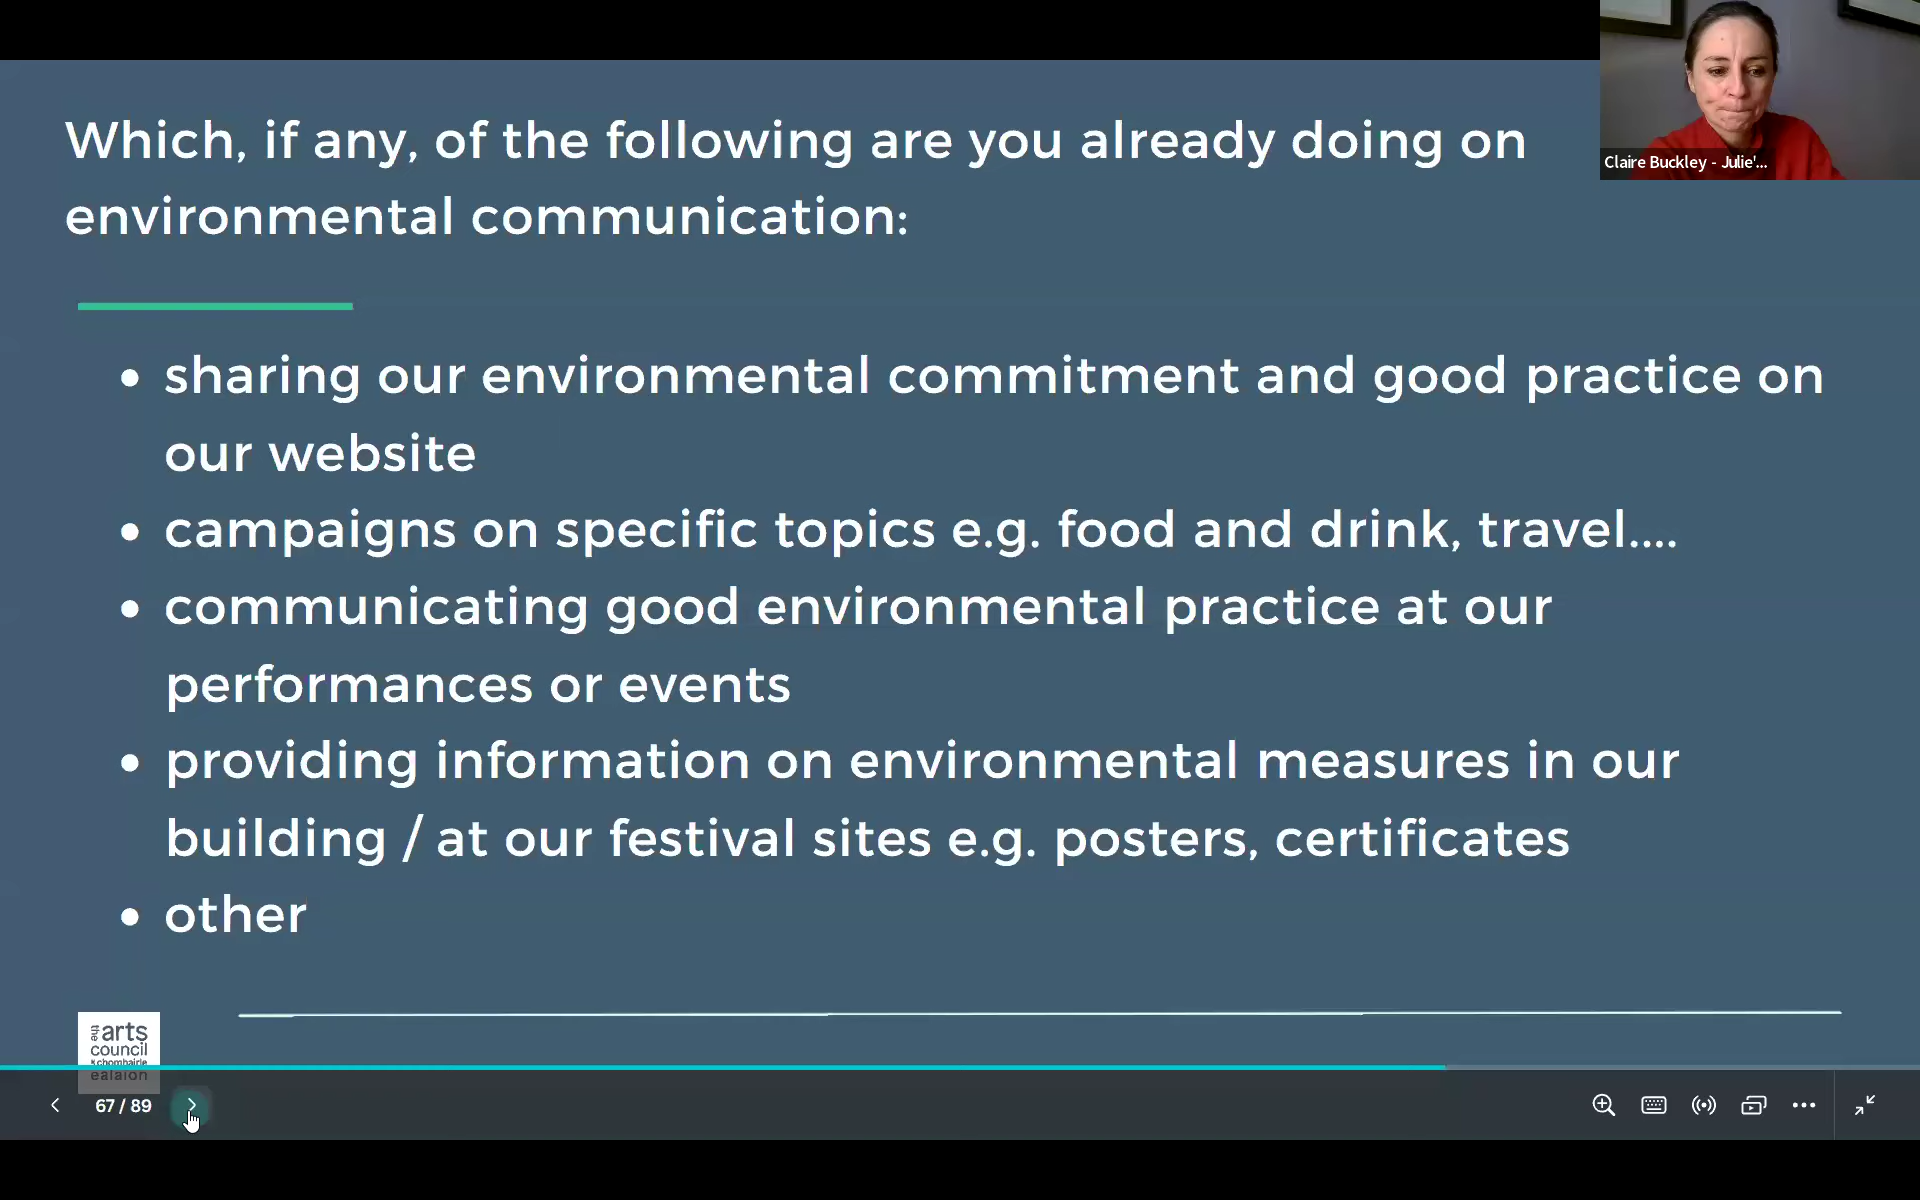 Which, if any, of the following are you already doing on
environmental communication:
Claire Buckley - Julie'...
• sharing our environmental commitment and good practice on
our website
• campaigns on specific topics e.g. food and drink, travel....
• communicating good environmental practice at our
performances or events
• providing information on environmental measures in our
building / at our festival sites e.g. posters, certificates
• other
the arts
council
chomhairle
ealaíon
67 / 89